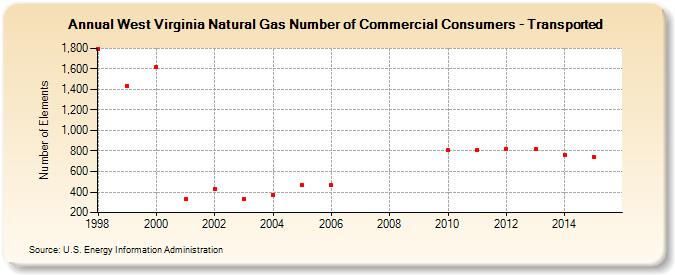 Annual West Virginia Natural Gas Number of Commercial Consumers - Transported
Number of Elements
1,800
1,600
1,400
1,200
1,000
800
600
400
200
1998 2000 2002 2004 2006 2008 2010 2012 2014
Source: U.S. Energy Information Administration